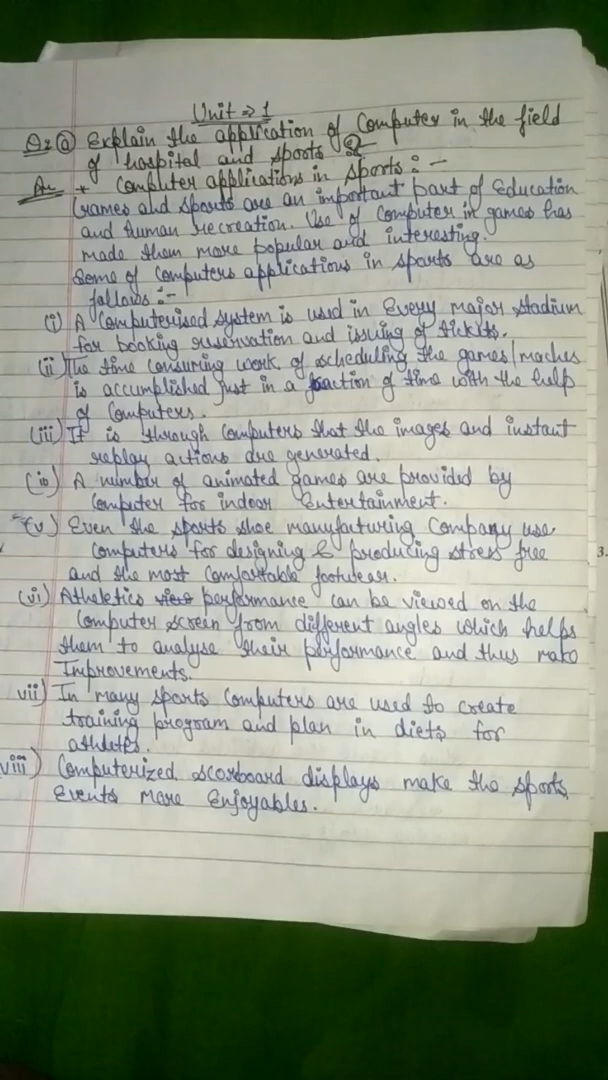 Unit ⇒ 1
Q2 (a) Explain the application of Computer in the field
of hospital and sports ?
Ans * Computer applications in sports : -
Games and sports are an important part of Education
and human recreation. Use of Computer in games has
made them more popular and interesting.
Some of Computers applications in sports are as
follows :-
(i) A Computerised system is used in Every major stadium
for booking reservation and issuing of tickits.
(ii) The time consuming work of scheduling the games/maches
is accomplished just in a fraction of time with the help
of Computers.
(iii) It is through Computers that the images and instant
replay actions due generated.
(iv) A number of animated games are provided by
Computer for indoor Entertainment.
(v) Even the sports shoe manufuturing Company use
Computers for designing & producing stress free
and the most Comfortable footwear.
3.
(vi) Atheletics performance can be viewed on the
Computer screin from different angles which helps
them to analyse their performance and thus make
Improvements.
vii) In many sports Computers are used to create
training program and plan in diets for
athletes.
viii) Computerized scorboard displays make the sports
Events more Enjoyables.